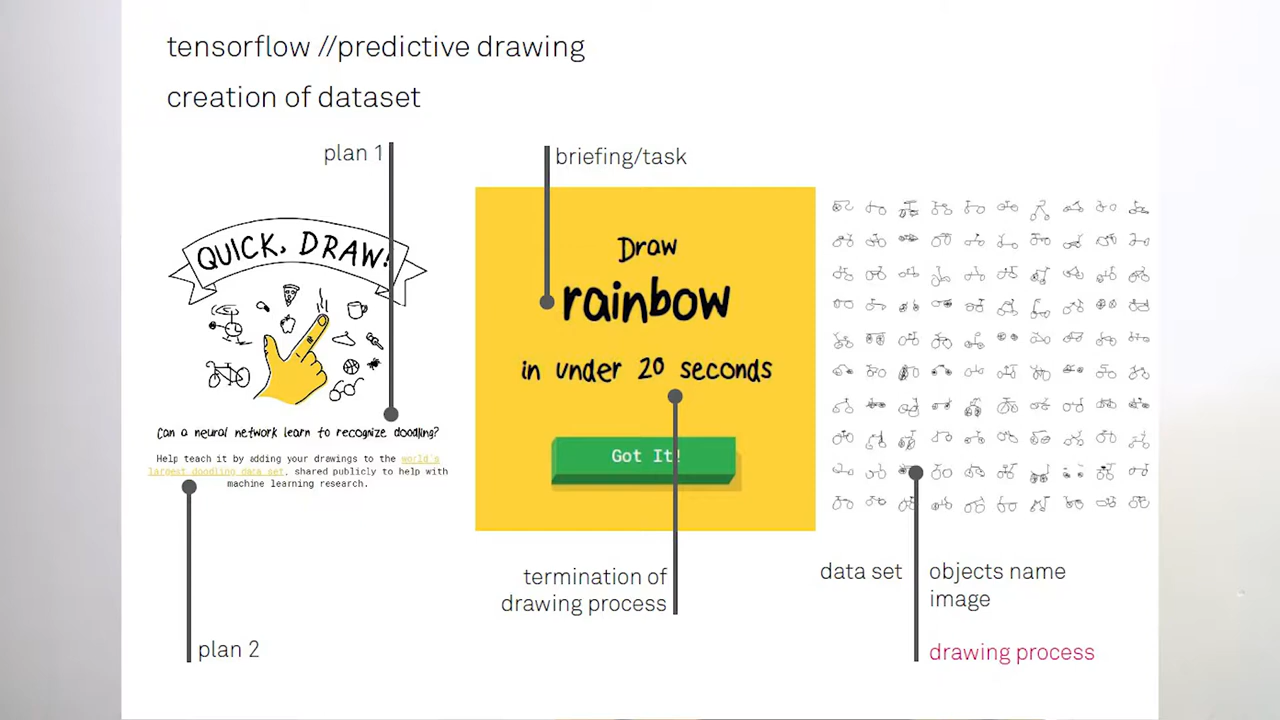 tensorflow //predictive drawing
creation of dataset
plan 1
briefing/task
QUICK, DRAW!
Draw
rainbow
in under 20 seconds
Got It!
Can a neural network learn to recognize doodling?
Help teach it by adding your drawings to the world's
largest doodling data set, shared publicly to help with
machine learning research.
termination of
drawing process
data set
objects name
image
plan 2
drawing process